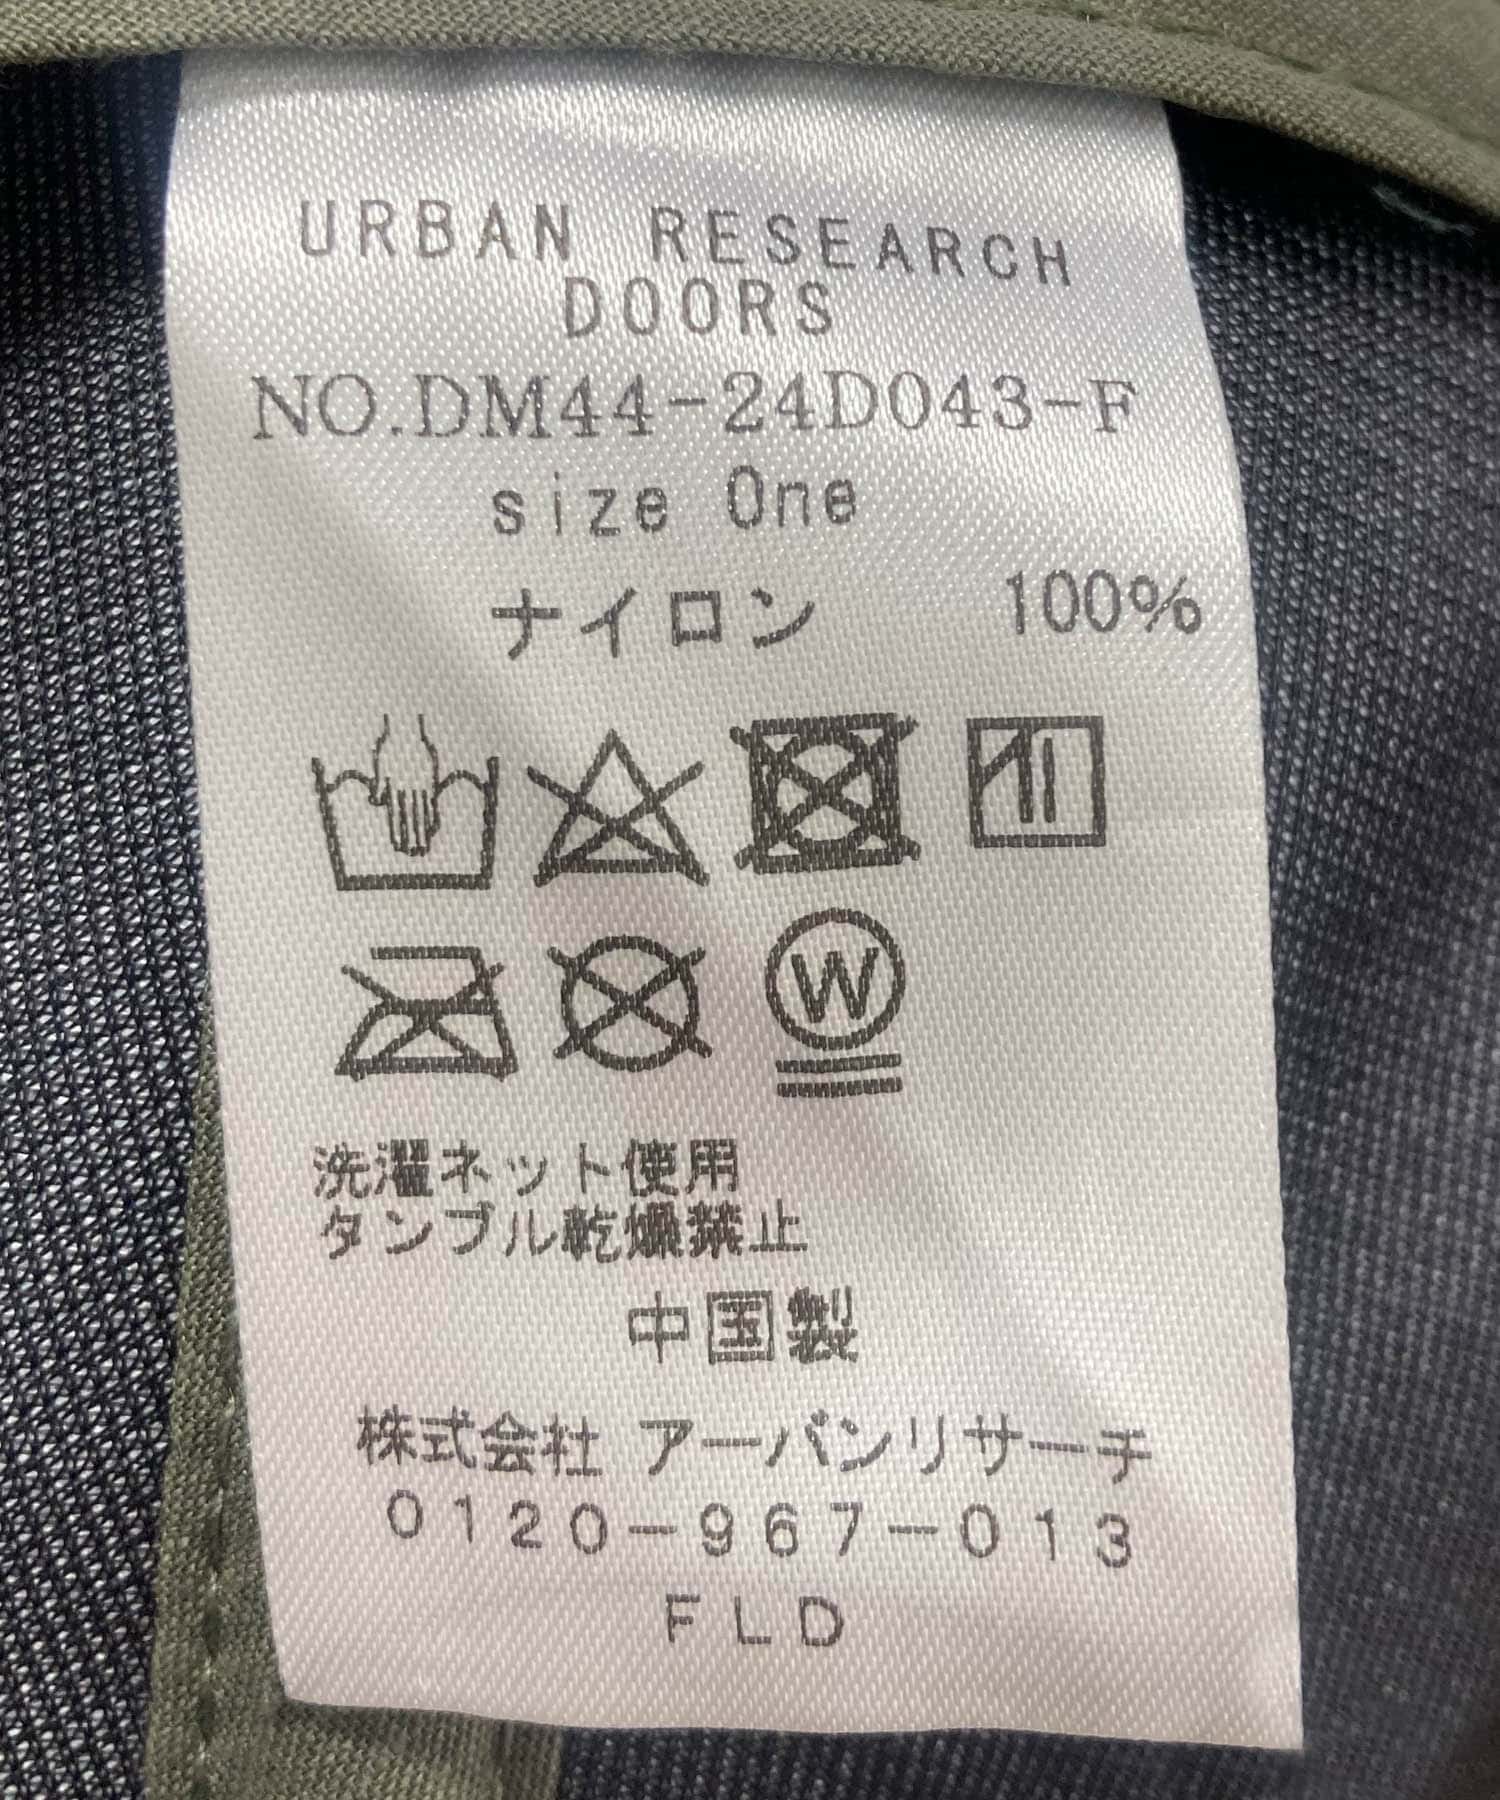 URBAN RESEARCH
DOORS
NO.DM44-24D043-F
size One
ナイロン 100%
W
洗濯ネット使用
タンブル乾燥禁止
中国製
株式会社 アーバンリサーチ
0120-967-013
FLD